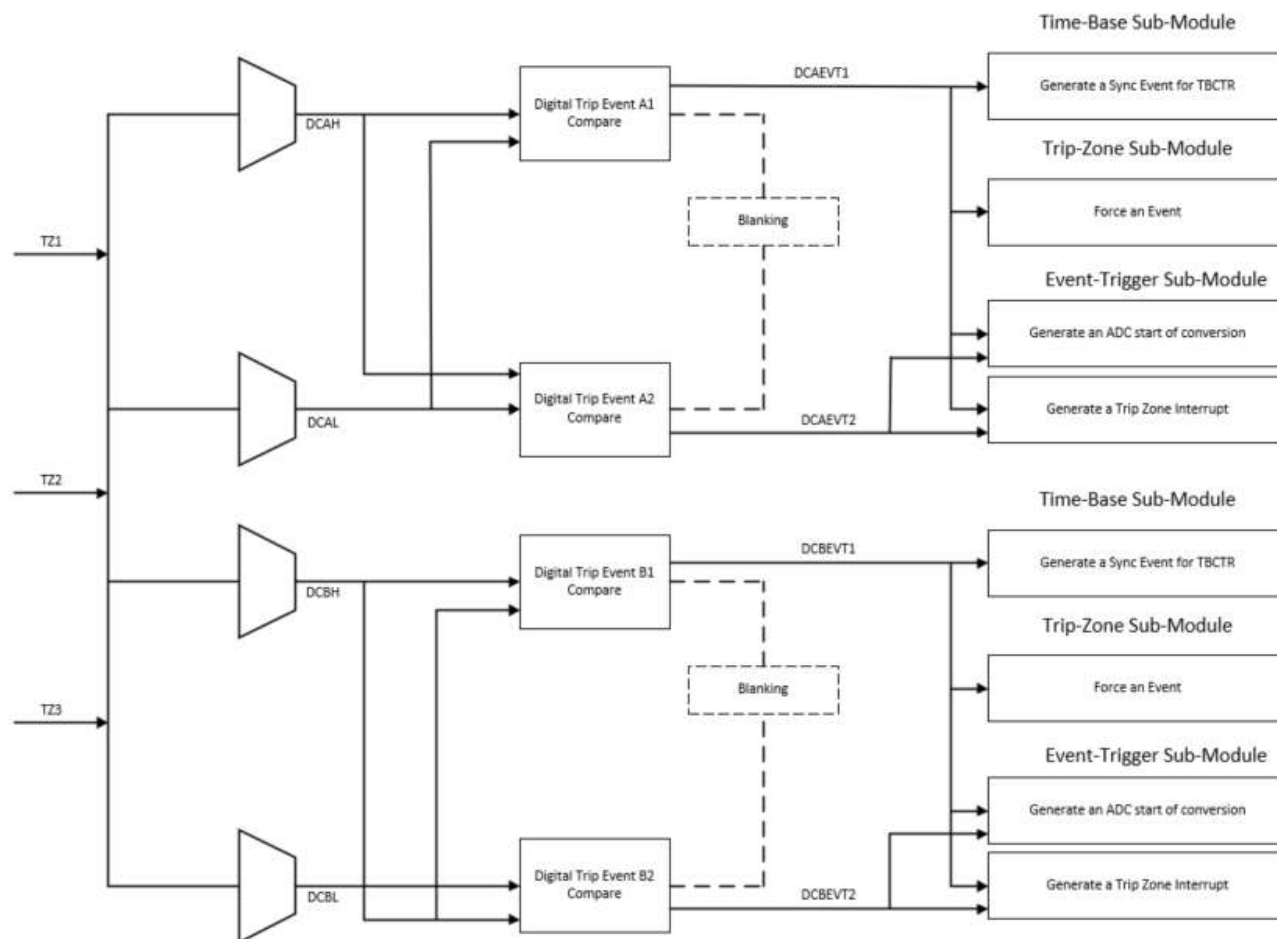 Time-Base Sub-Module
DCAEVT1
Generate a Sync Event for TBCTR
Digital Trip Event A1
Compare
DCAH
Trip-Zone Sub-Module
Blanking
Force an Event
TZ1
Event-Trigger Sub-Module
Generate an ADC start of conversion
Digital Trip Event A2
Compare
DCAL
DCAEVT2
Generate a Trip Zone Interrupt
TZ2
Time-Base Sub-Module
DCBEVT1
Generate a Sync Event for TBCTR
Digital Trip Event B1
Compare
DCBH
Trip-Zone Sub-Module
Blanking
Force an Event
TZ3
Event-Trigger Sub-Module
Generate an ADC start of conversion
Digital Trip Event B2
Compare
DCBL
DCBEVT2
Generate a Trip Zone Interrupt